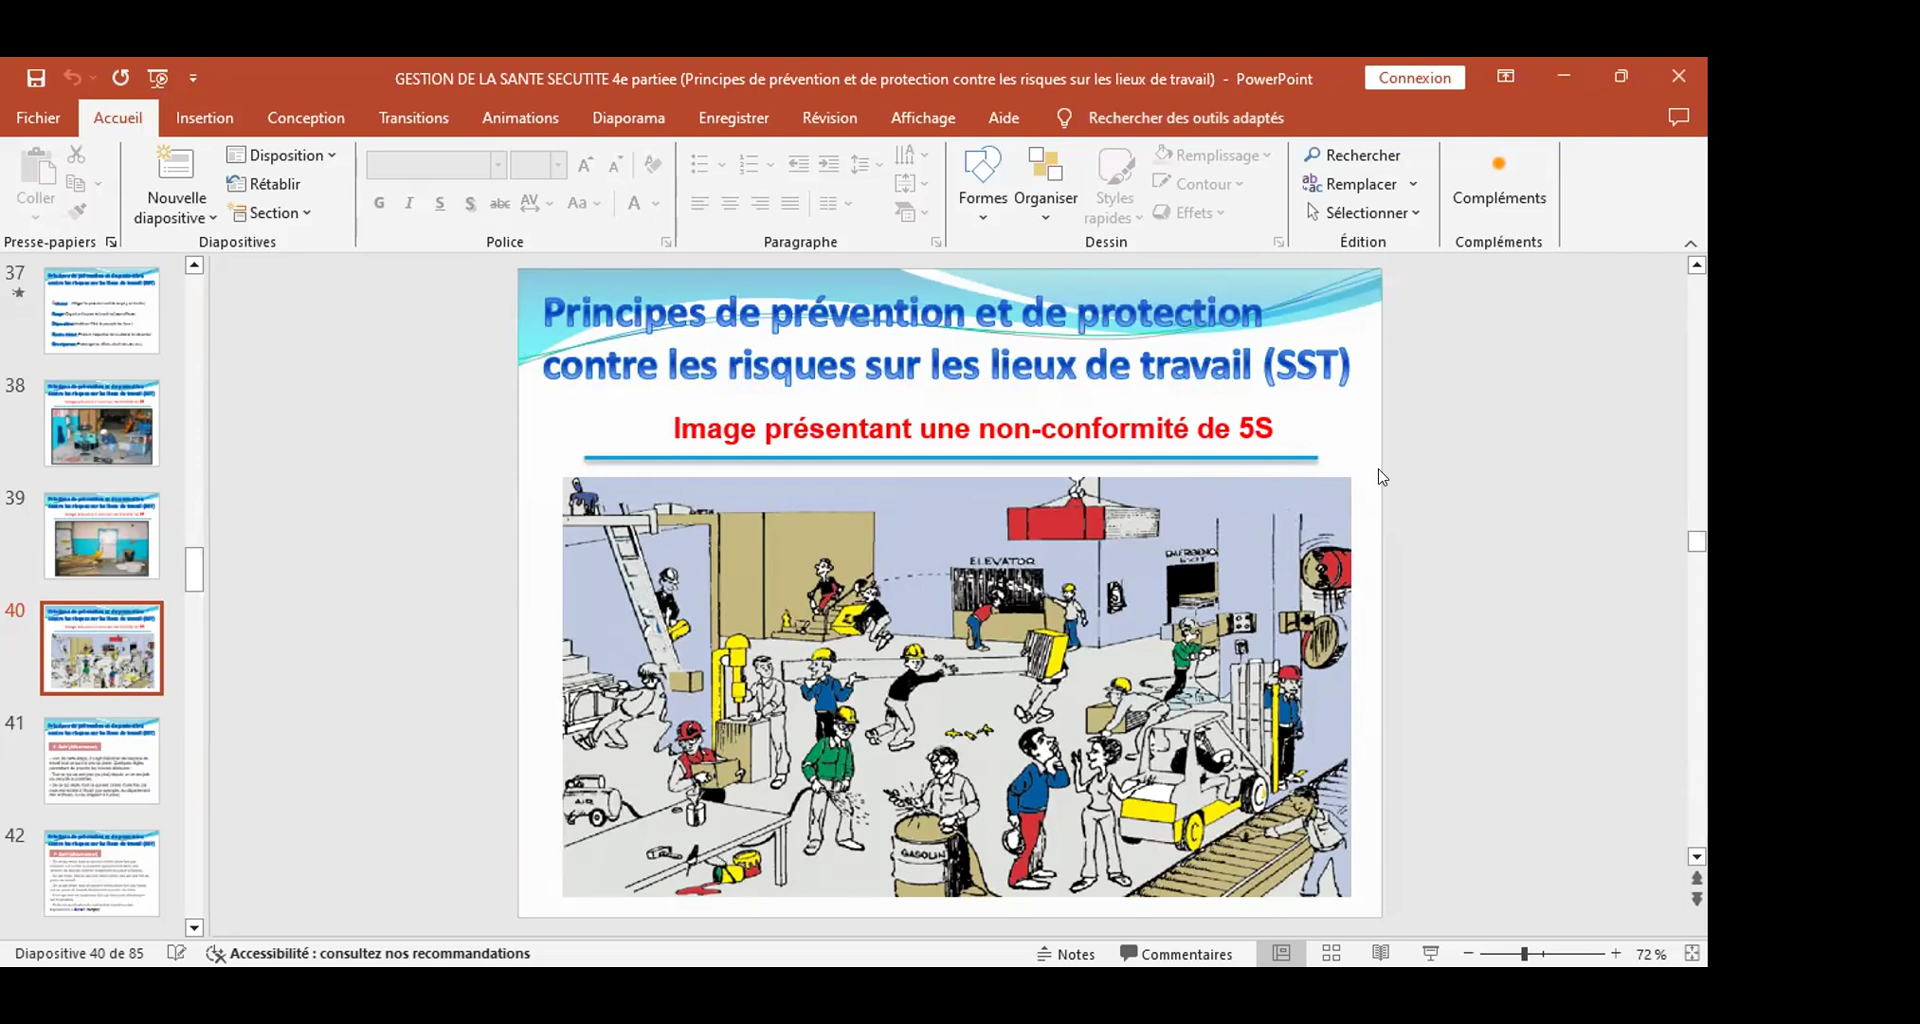 GESTION DE LA SANTE SECUTITE 4e partiee (Principes de prévention et de protection contre les risques sur les lieux de travail) - PowerPoint
Connexion
Fichier Accueil Insertion Conception Transitions Animations Diaporama Enregistrer Révision Affichage Aide Rechercher des outils adaptés
Coller
Nouvelle diapositive
Disposition
Rétablir
Section
G I S S abc AV Aa A
Formes
Organiser
Styles rapides
Remplissage
Contour
Effets
Rechercher
Remplacer
Sélectionner
Compléments
Presse-papiers Diapositives Police Paragraphe Dessin Édition Compléments
37
38
39
40
41
42
Principes de prévention et de protection
contre les risques sur les lieux de travail (SST)
Image présentant une non-conformité de 5S
ELEVATOR
AIR
GASOLIN
Diapositive 40 de 85 Accessibilité : consultez nos recommandations Notes Commentaires 72 %